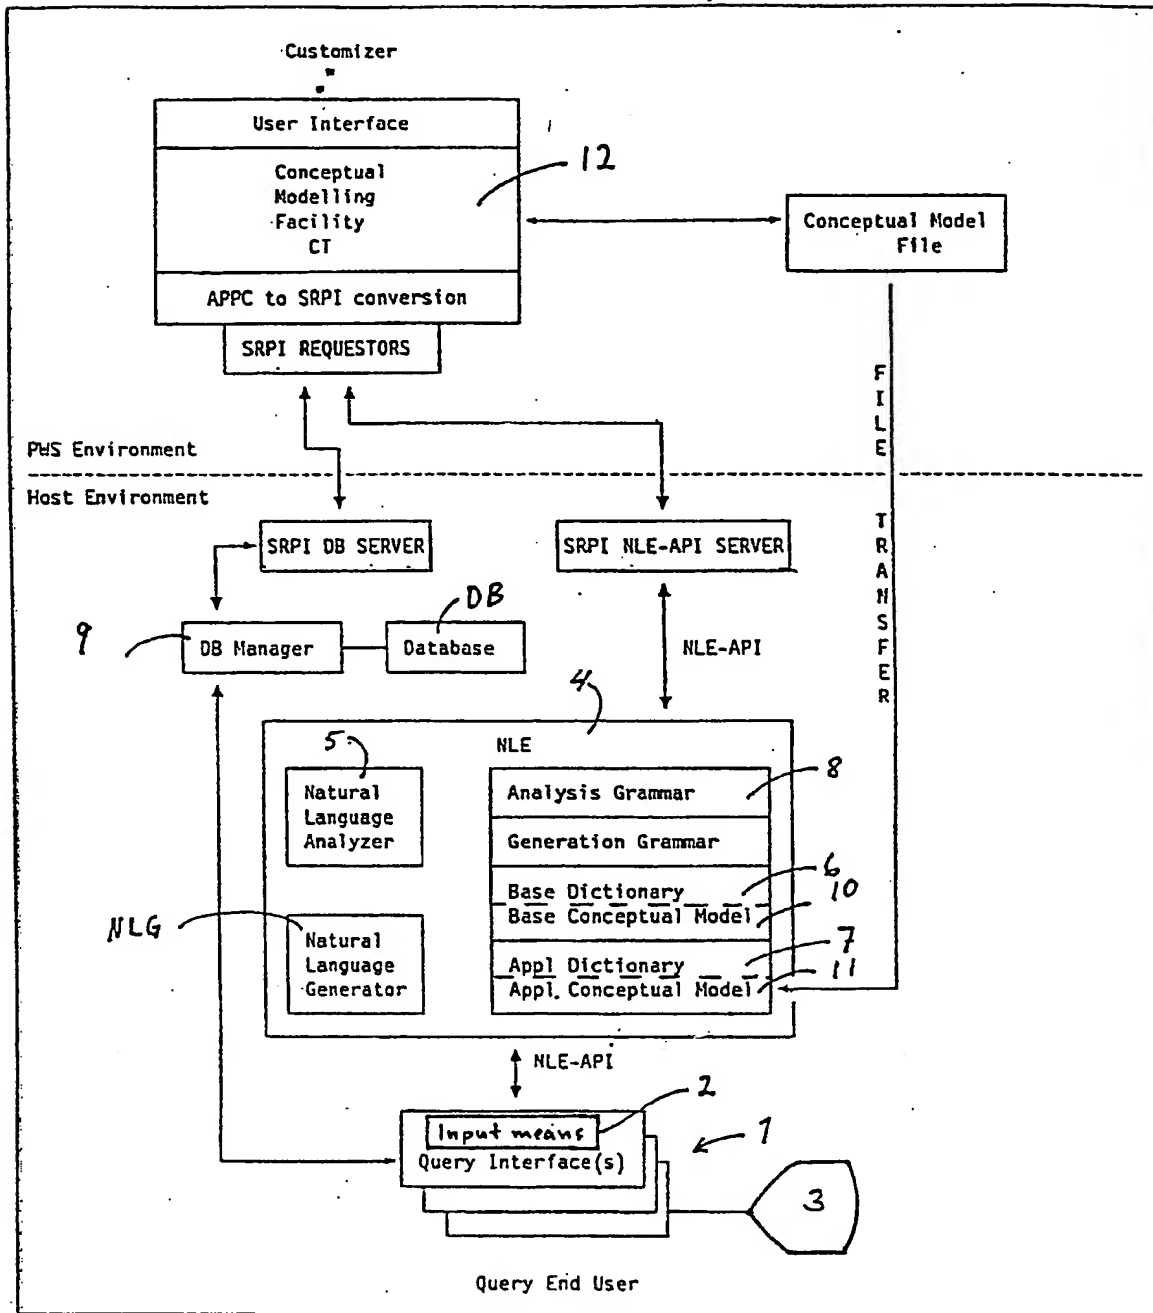 Customizer
User Interface
12
Conceptual
Modelling
Facility
CT
Conceptual Model
File
APPC to SRPI conversion
SRPI REQUESTORS
FILE
PWS Environment
Host Environment
TRANSFER
SRPI DB SERVER
SRPI NLE-API SERVER
DB
9
DB Manager
Database
NLE-API
4
5
NLE
8
Natural
Language
Analyzer
Analysis Grammar
Generation Grammar
6
Base Dictionary
10
Base Conceptual Model
NLG
7
Natural
Language
Generator
Appl Dictionary
11
Appl. Conceptual Model
NLE-API
2
Input means
1
Query Interface(s)
3
Query End User